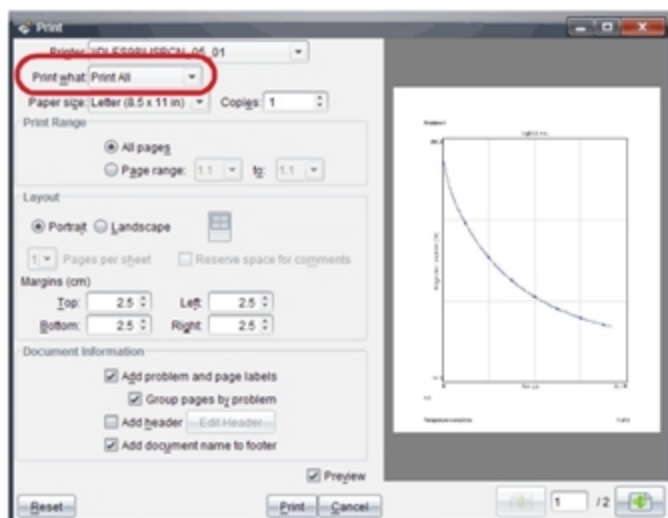 Print
Printer:
Print what: Print All
Paper size: Letter (8.5 x 11 in) Copies: 1
Print Range
All pages
Page range: 1.1 to: 1.1
Layout
Portrait Landscape
1 Pages per sheet Reserve space for comments
Margins (cm)
Top: 2.5 Left: 2.5
Bottom: 2.5 Right: 2.5
Document Information
Add problem and page labels
Group pages by problem
Add header Edit Header
Add document name to footer
Preview
Reset Print Cancel
1 / 2